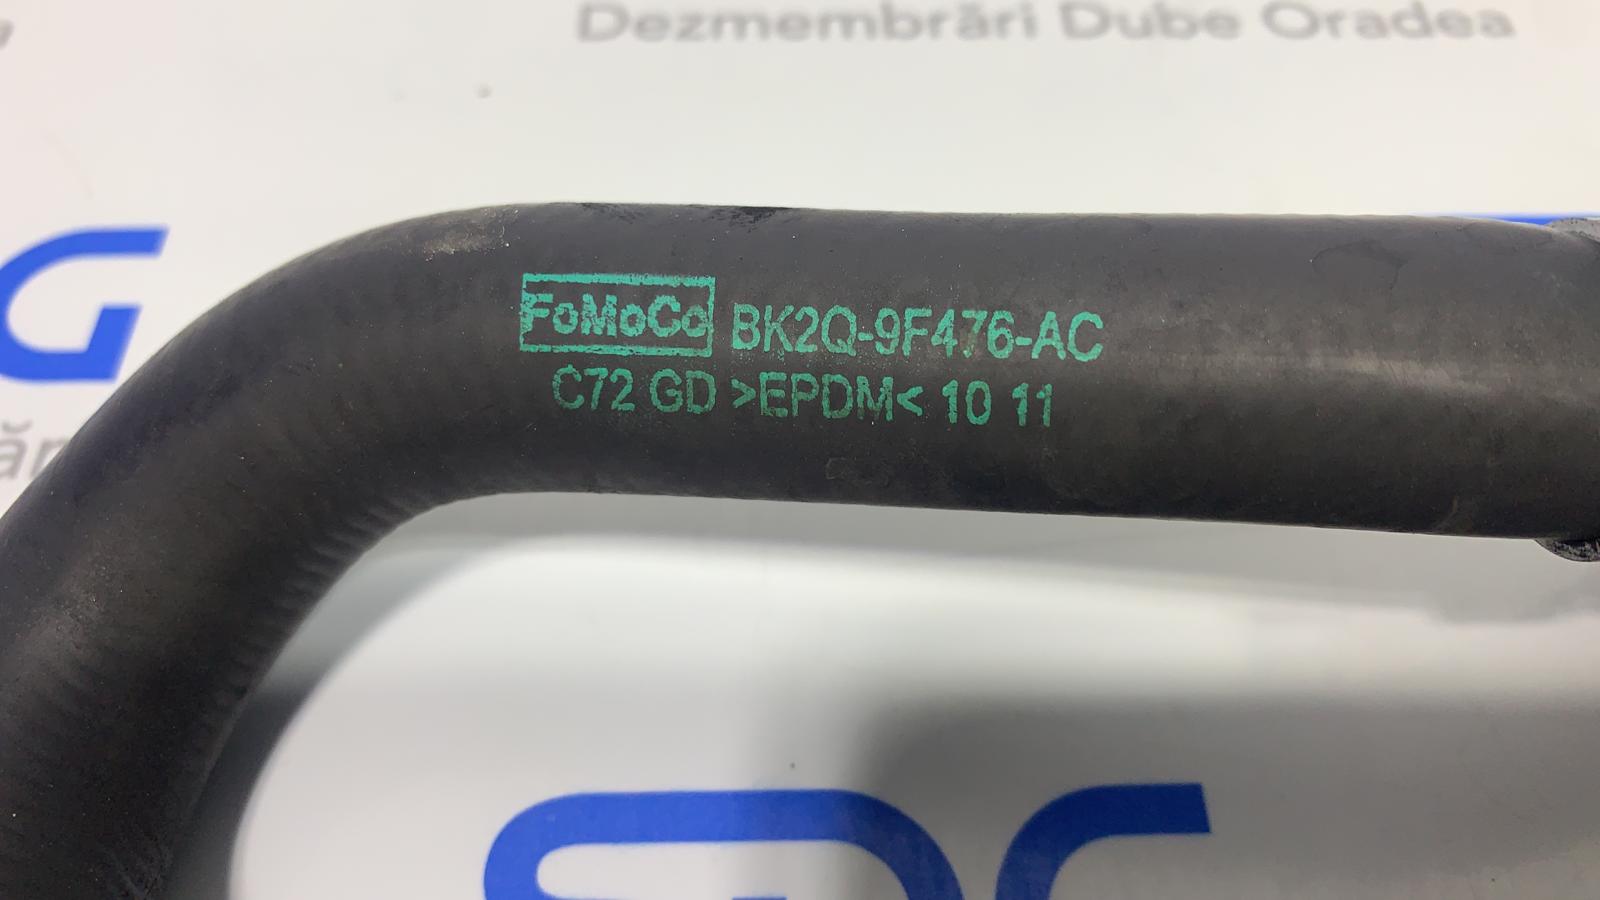 Dezmembrări Dube Oradea
FoMoCo BK2Q-9F476-AC
C72 GD >EPDM< 10 11